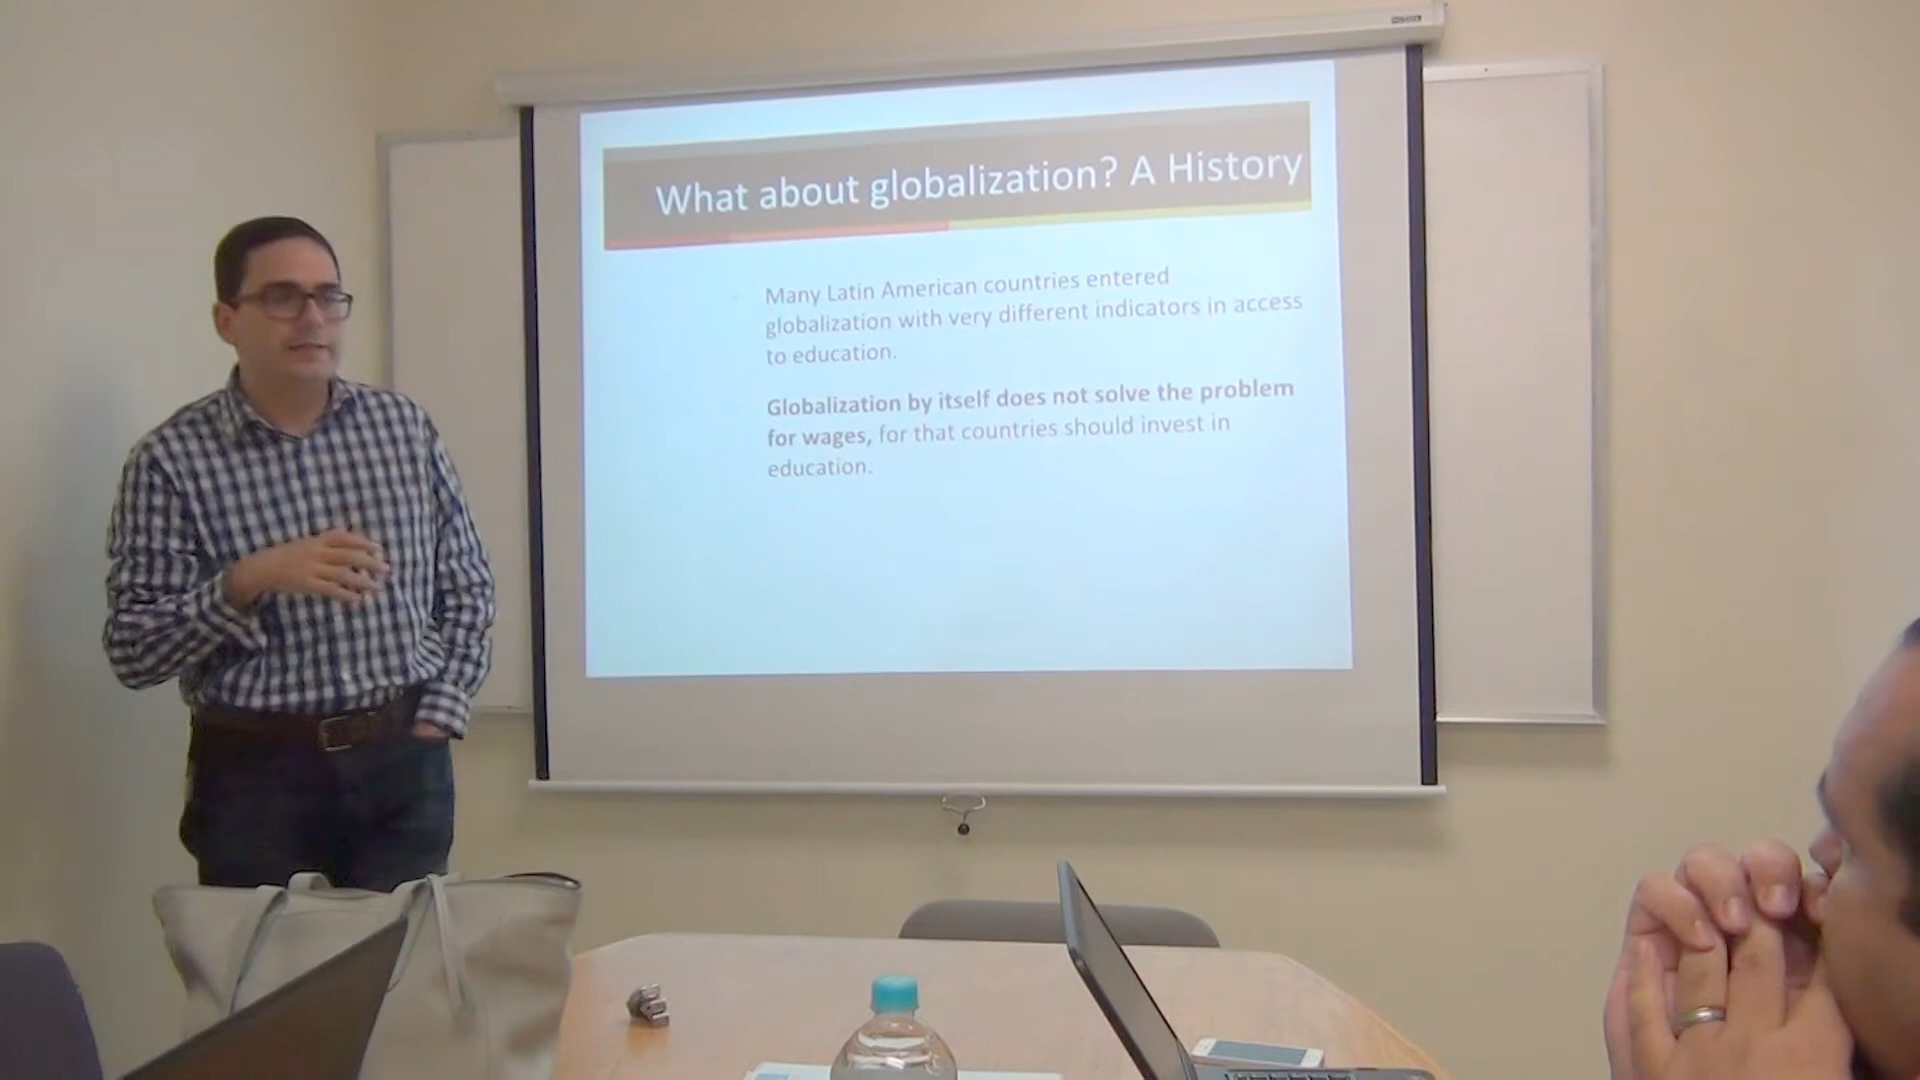 What about globalization? A History
Many Latin American countries entered
globalization with very different indicators in access
to education.
Globalization by itself does not solve the problem
for wages, for that countries should invest in
education.